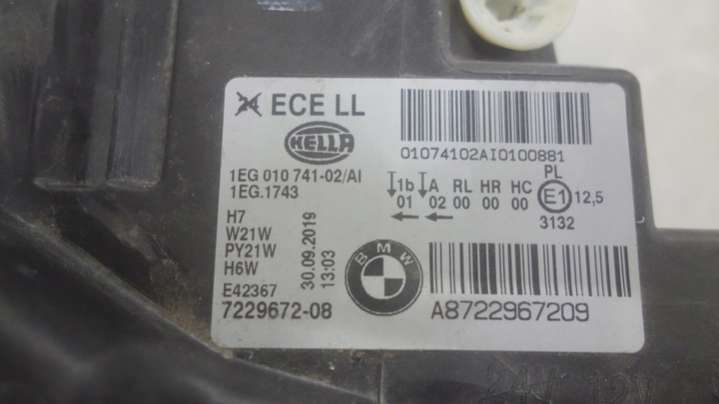 24 ECE LL
HELLA
01074102AI0100881
1EG 010 741-02/AI
1EG.1743
PL
1b A RL HR HC E1 12,5
01 02 00 00 00
3132
H7
W21W
PY21W
H6W
30.09.2019
13:03
BMW
E42367
7229672-08
A8722967209